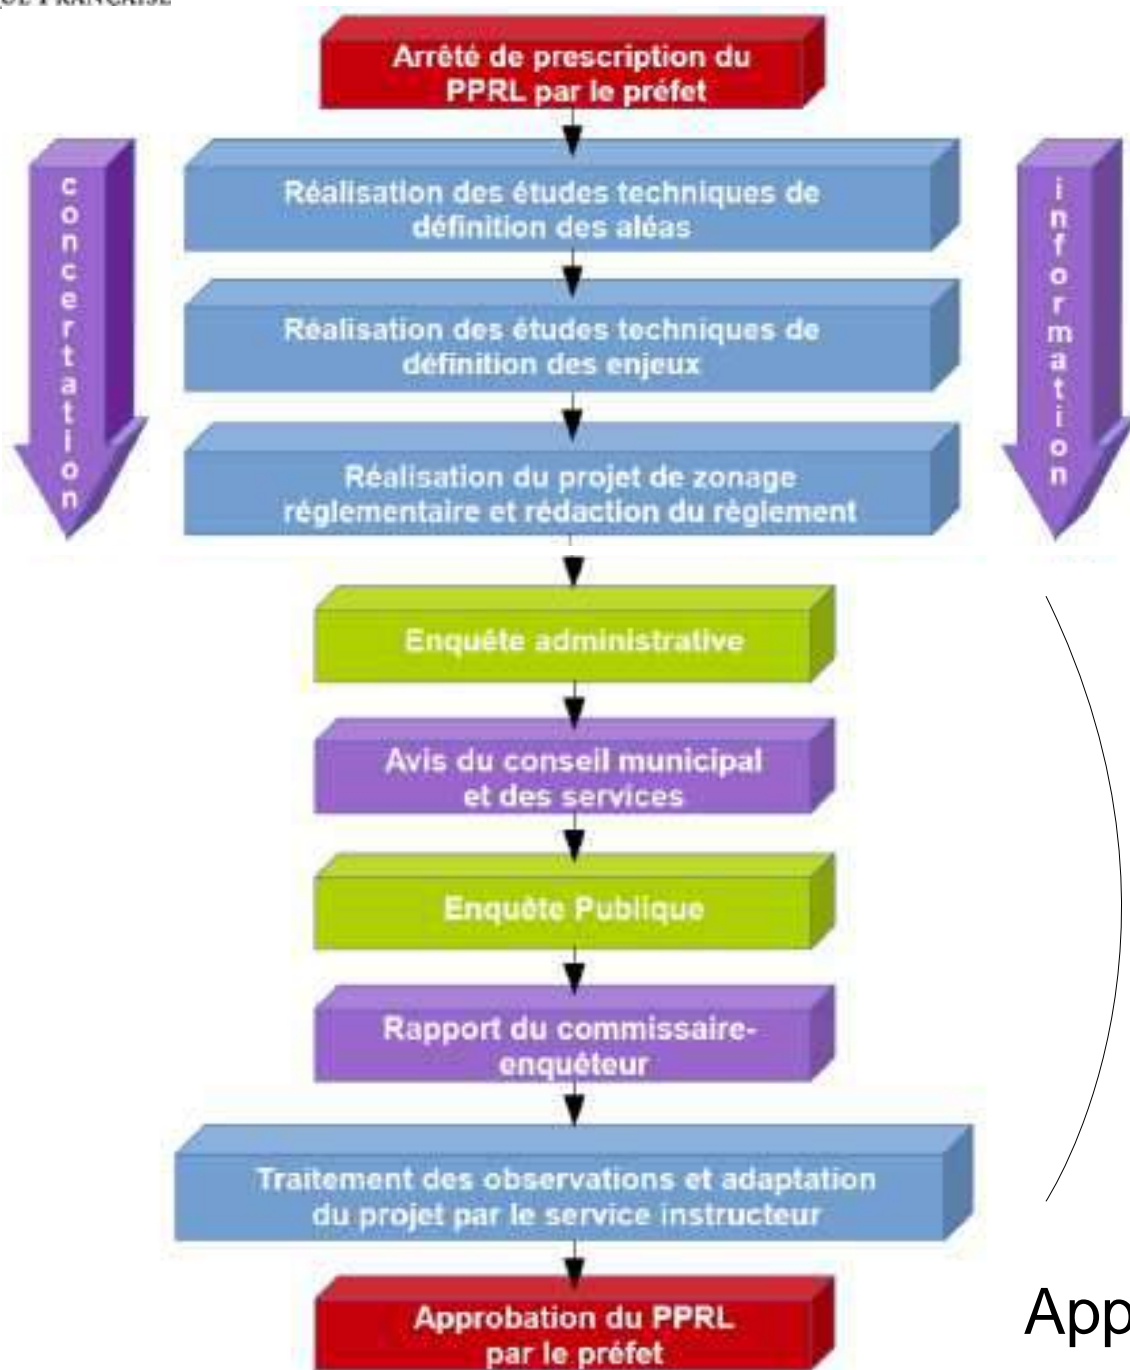 Arrêté de prescription du
PPRL par le préfet
concertation
Réalisation des études techniques de
définition des aléas
information
Réalisation des études techniques de
définition des enjeux
Réalisation du projet de zonage
réglementaire et rédaction du règlement
Enquête administrative
Avis du conseil municipal
et des services
Enquête Publique
Rapport du commissaire-
enquêteur
Traitement des observations et adaptation
du projet par le service instructeur
App
Approbation du PPRL
par le préfet